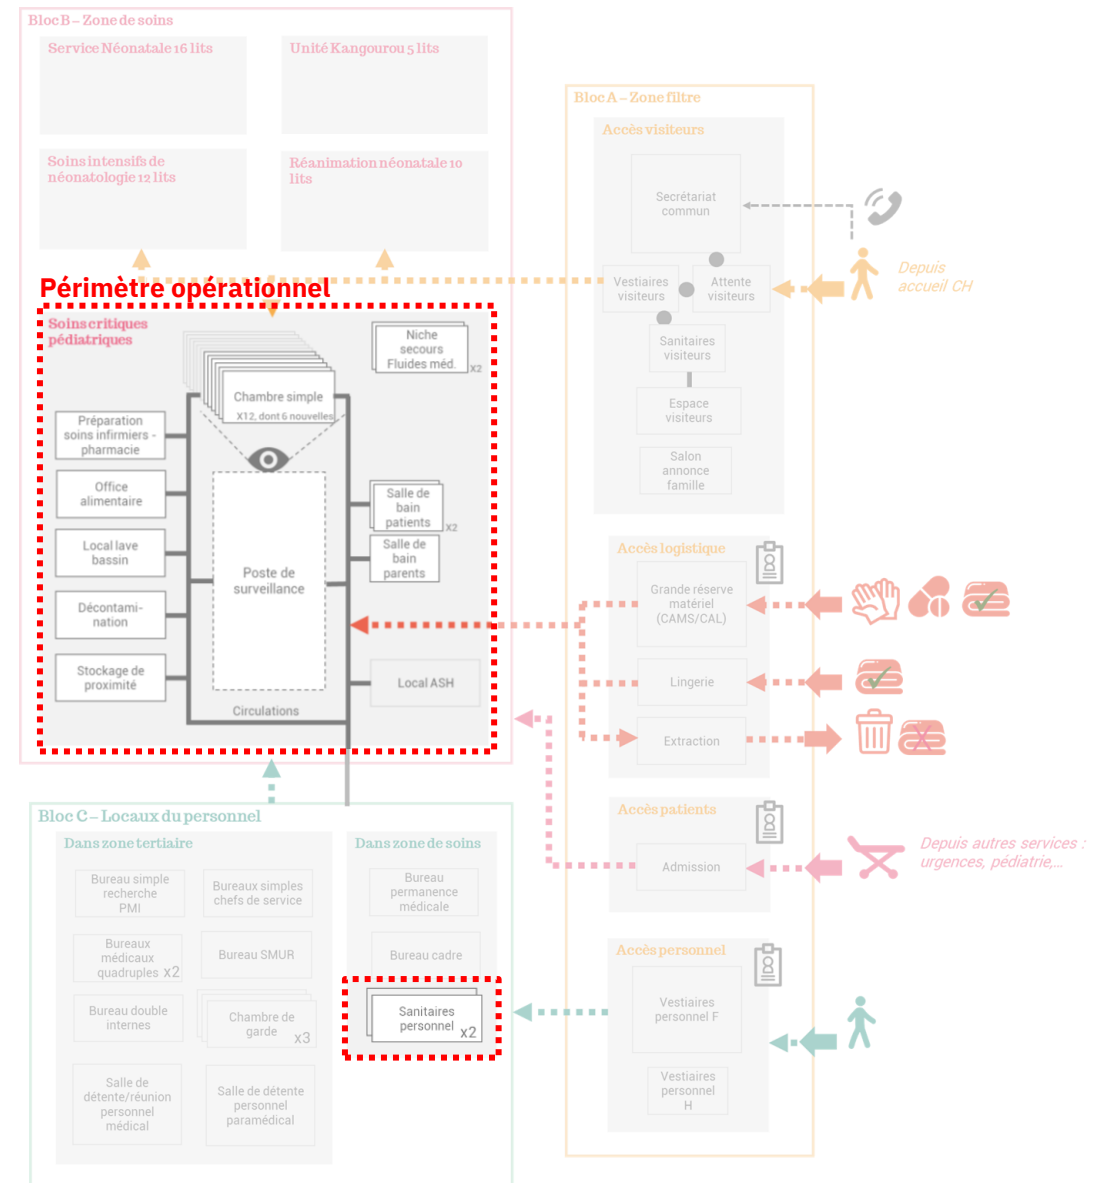 Bloc B – Zone de soins
Service Néonatale 16 lits
Unité Kangourou 5 lits
Soins intensifs de
néonatologie 12 lits
Réanimation néonatale 10
lits
Périmètre opérationnel
Soins critiques
pédiatriques
Niche
secours
Fluides méd.
X2
Chambre simple
X12, dont 6 nouvelles
Préparation
soins infirmiers -
pharmacie
Office
alimentaire
Local lave
bassin
Décontami-
nation
Stockage de
proximité
Poste de
surveillance
Salle de
bain
patients
X2
Salle de
bain
parents
Local ASH
Circulations
Bloc A – Zone filtre
Accès visiteurs
Secrétariat
commun
Vestiaires
visiteurs
Attente
visiteurs
Sanitaires
visiteurs
Espace
visiteurs
Salon
annonce
famille
Depuis
accueil CH
Accès logistique
Grande réserve
matériel
(CAMS/CAL)
Lingerie
Extraction
Accès patients
Admission
Depuis autres services :
urgences, pédiatrie,...
Accès personnel
Vestiaires
personnel F
Vestiaires
personnel
H
Bloc C – Locaux du personnel
Dans zone tertiaire
Bureau simple
recherche
PMI
Bureaux simples
chefs de service
Bureaux
médicaux
quadruples x2
Bureau SMUR
Bureau double
internes
Chambre de
garde
x3
Salle de
détente/réunion
personnel
médical
Salle de détente
personnel
paramédical
Dans zone de soins
Bureau
permanence
médicale
Bureau cadre
Sanitaires
personnel
x2